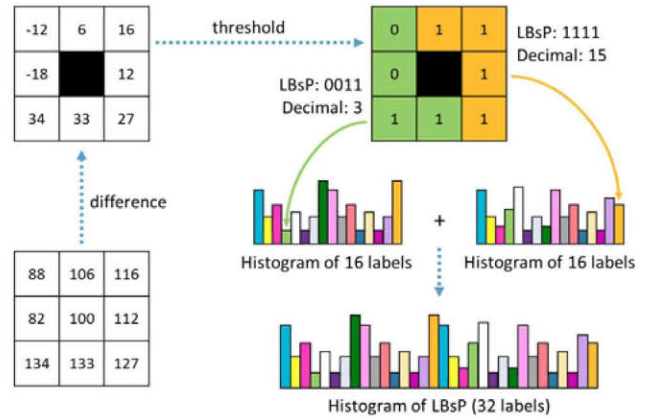 -12 6 16
-18 12
34 33 27
threshold
0 1 1
0 1
1 1 1
LBsP: 1111
Decimal: 15
LBsP: 0011
Decimal: 3
difference
88 106 116
82 100 112
134 133 127
+
Histogram of 16 labels
Histogram of 16 labels
Histogram of LBsP (32 labels)